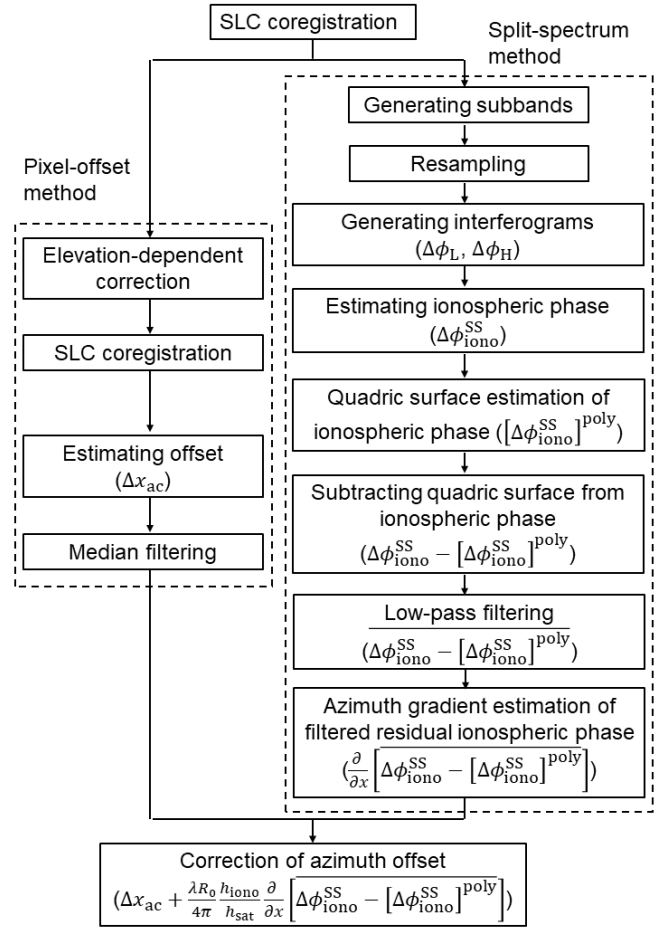 SLC coregistration
Split-spectrum
method
Generating subbands
Resampling
Generating interferograms
(Δϕ_L, Δϕ_H)
Estimating ionospheric phase
(Δϕ_iono^SS)
Quadric surface estimation of
ionospheric phase ([Δϕ_iono^SS]^poly)
Subtracting quadric surface from
ionospheric phase
(Δϕ_iono^SS − [Δϕ_iono^SS]^poly)
Low-pass filtering
(\overline{Δϕ_iono^SS − [Δϕ_iono^SS]^poly})
Azimuth gradient estimation of
filtered residual ionospheric phase
(∂/∂x [\overline{Δϕ_iono^SS − [Δϕ_iono^SS]^poly}])
Pixel-offset
method
Elevation-dependent
correction
SLC coregistration
Estimating offset
(Δx_ac)
Median filtering
Correction of azimuth offset
(Δx_ac + λR_0/4π h_iono/h_sat ∂/∂x [\overline{Δϕ_iono^SS − [Δϕ_iono^SS]^poly}])